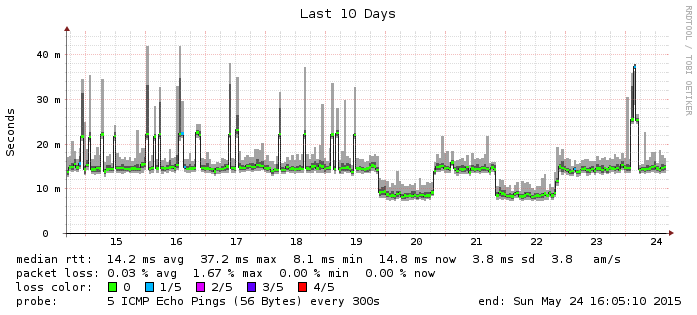 Last 10 Days
RRDTOOL / TOBI OETIKER
Seconds
40 m
30 m
20 m
10 m
0
15 16 17 18 19 20 21 22 23 24
median rtt: 14.2 ms avg 37.2 ms max 8.1 ms min 14.8 ms now 3.8 ms sd 3.8 am/s
packet loss: 0.03 % avg 1.67 % max 0.00 % min 0.00 % now
loss color: 0 1/5 2/5 3/5 4/5
probe: 5 ICMP Echo Pings (56 Bytes) every 300s end: Sun May 24 16:05:10 2015